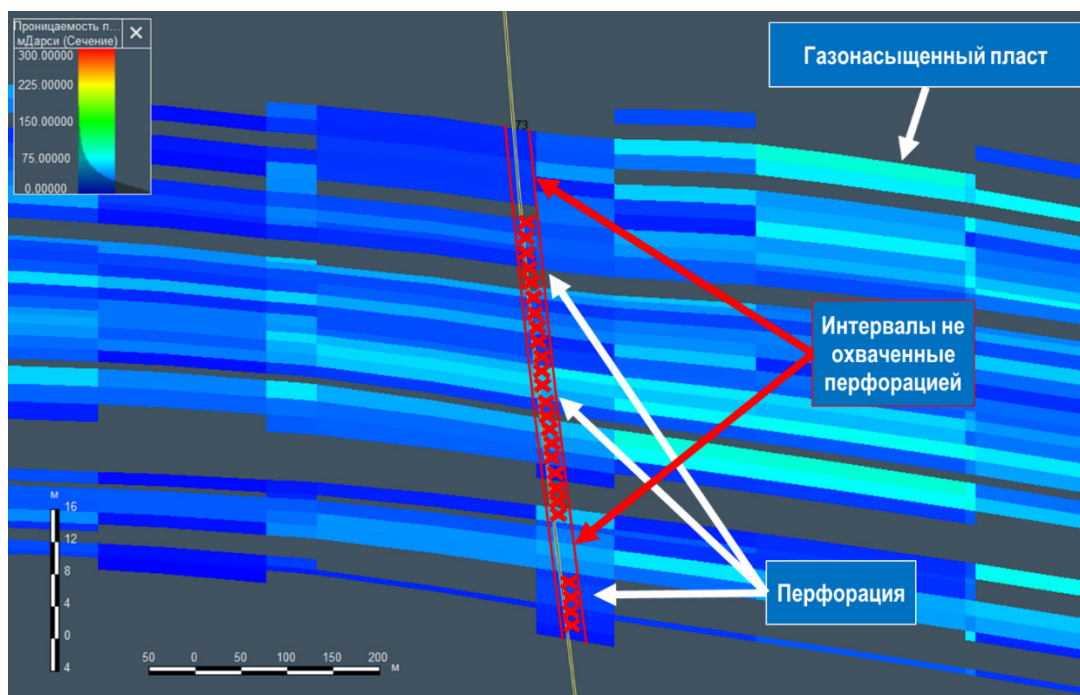 Проницаемость п...
мДарси (Сечение)
300.00000
225.00000
150.00000
75.00000
0.00000
Газонасыщенный пласт
73
Интервалы не
охваченные
перфорацией
Перфорация
м
16
12
8
4
0
4
50 0 50 100 150 200 м